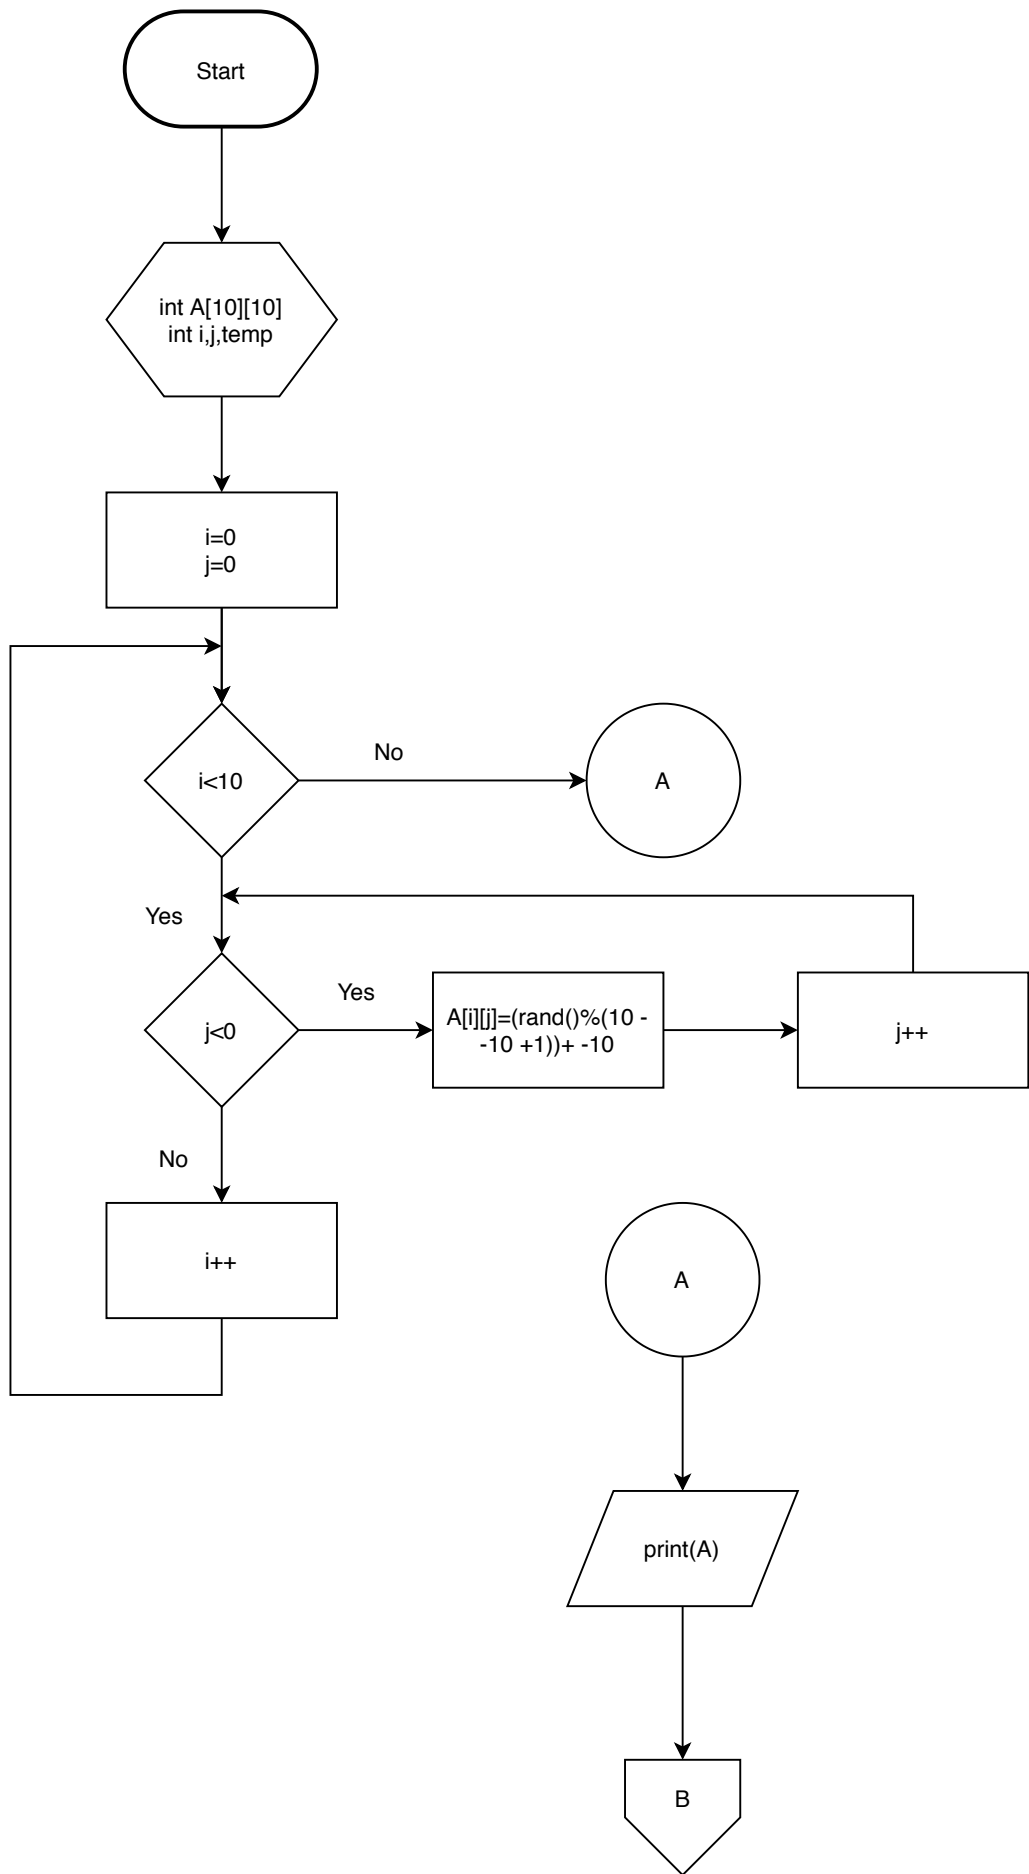 Start
int A[10][10]
int i,j,temp
i=0
j=0
i<10
No
A
Yes
j<0
Yes
A[i][j]=(rand()%(10 -
-10 +1))+ -10
j++
No
i++
A
print(A)
B